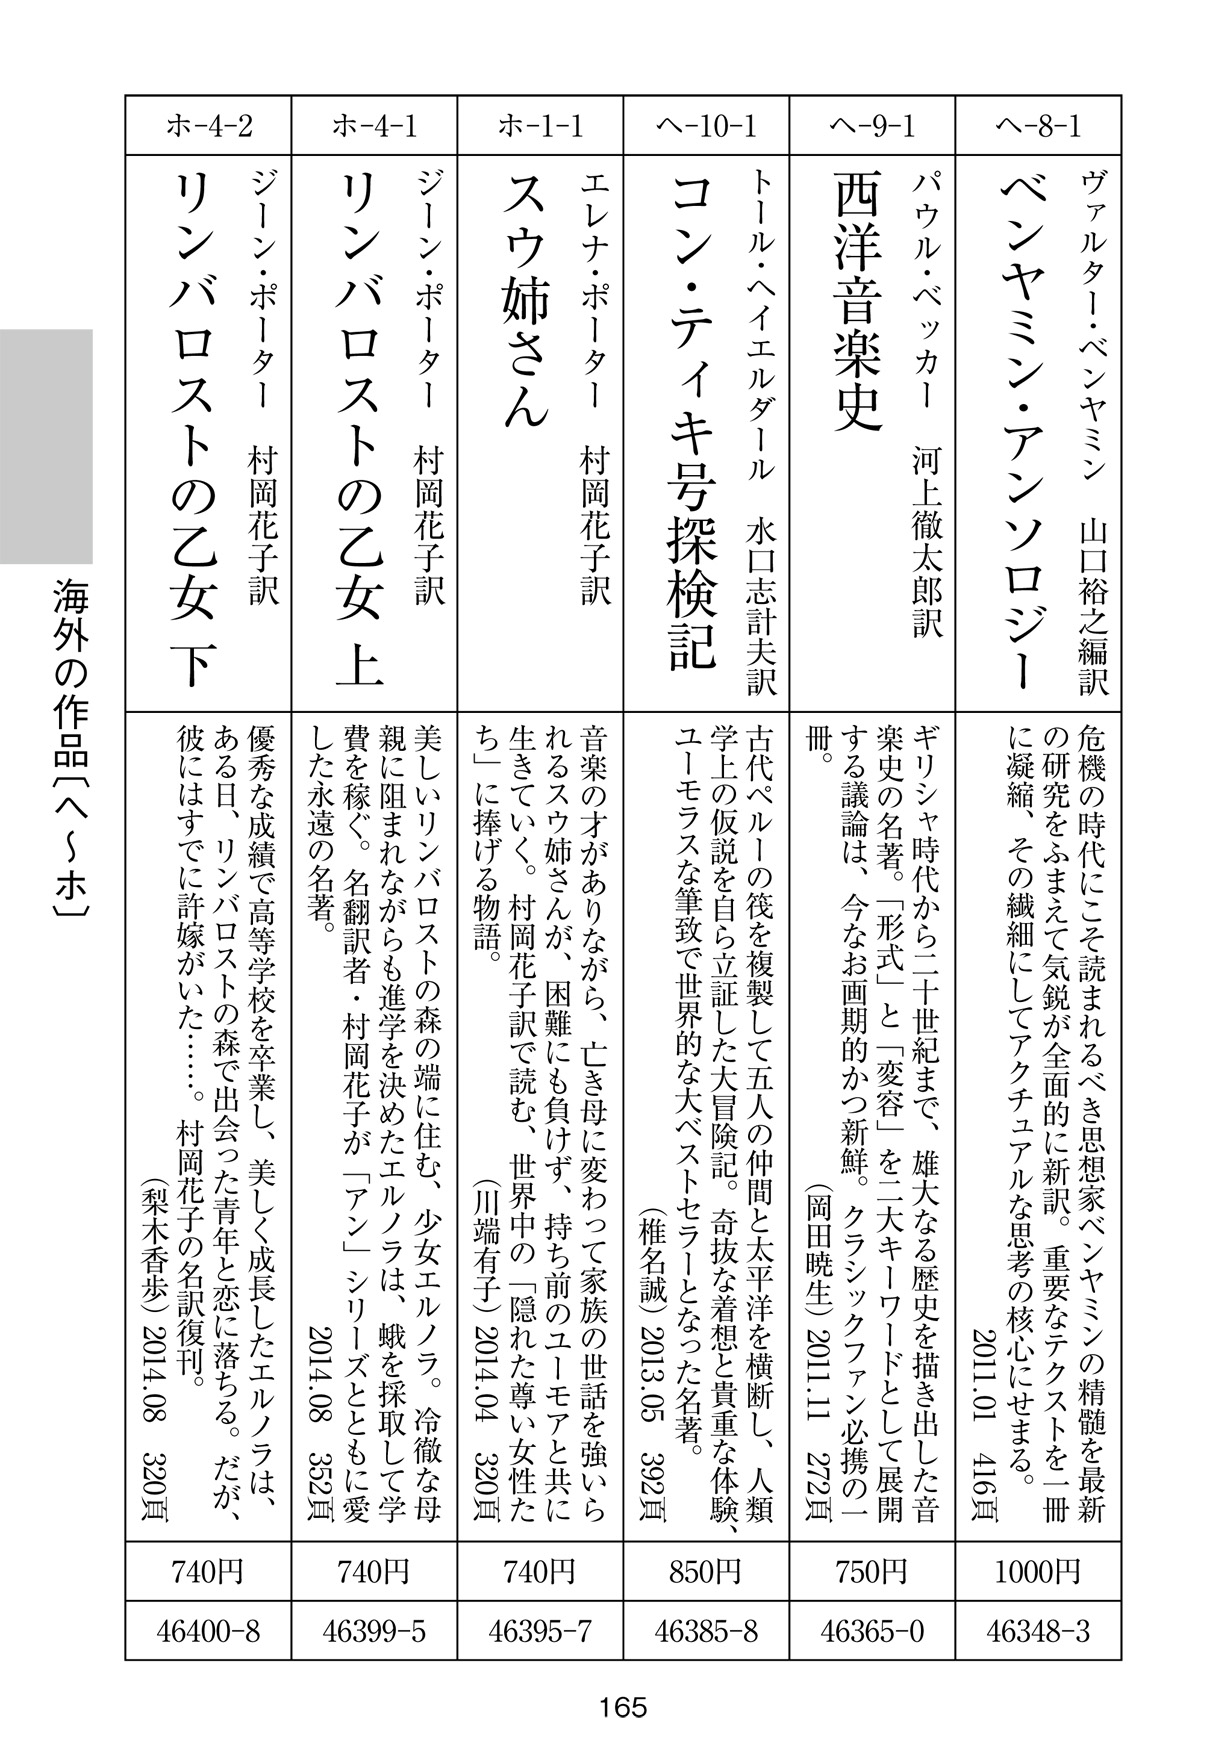 ヘ-8-1
ヴァルター・ベンヤミン　山口裕之編訳
ベンヤミン・アンソロジー
危機の時代にこそ読まれるべき思想家ベンヤミンの精髄を最新
の研究をふまえて気鋭が全面的に新訳。重要なテクストを一冊
に凝縮、その繊細にしてアクチュアルな思考の核心にせまる。
2011.01　416頁
1000円
46348-3
ヘ-9-1
パウル・ベッカー　河上徹太郎訳
西洋音楽史
ギリシャ時代から二十世紀まで、雄大なる歴史を描き出した音
楽史の名著。「形式」と「変容」を二大キーワードとして展開
する議論は、今なお画期的かつ新鮮。クラシックファン必携の一
冊。
（岡田暁生）2011.11　272頁
750円
46365-0
ヘ-10-1
トール・ヘイエルダール　水口志計夫訳
コン・ティキ号探検記
古代ペルーの筏を複製して五人の仲間と太平洋を横断し、人類
学上の仮説を自ら立証した大冒険記。奇抜な着想と貴重な体験、
ユーモラスな筆致で世界的な大ベストセラーとなった名著。
（椎名誠）2013.05　392頁
850円
46385-8
ホ-1-1
エレナ・ポーター　村岡花子訳
スウ姉さん
音楽の才がありながら、亡き母に変わって家族の世話を強いら
れるスウ姉さんが、困難にも負けず、持ち前のユーモアと共に
生きていく。村岡花子訳で読む、世界中の「隠れた尊い女性た
ち」に捧げる物語。
（川端有子）2014.04　320頁
740円
46395-7
ホ-4-1
ジーン・ポーター　村岡花子訳
リンバロストの乙女 上
美しいリンバロストの森の端に住む、少女エルノラ。冷徹な母
親に阻まれながらも進学を決めたエルノラは、蛾を採取して学
費を稼ぐ。名翻訳者・村岡花子が「アン」シリーズとともに愛
した永遠の名著。
2014.08　352頁
740円
46399-5
ホ-4-2
ジーン・ポーター　村岡花子訳
リンバロストの乙女 下
優秀な成績で高等学校を卒業し、美しく成長したエルノラは、
ある日、リンバロストの森で出会った青年と恋に落ちる。だが、
彼にはすでに許嫁がいた……。村岡花子の名訳復刊。
（梨木香歩）2014.08　320頁
740円
46400-8
海外の作品〔ヘ～ホ〕
165